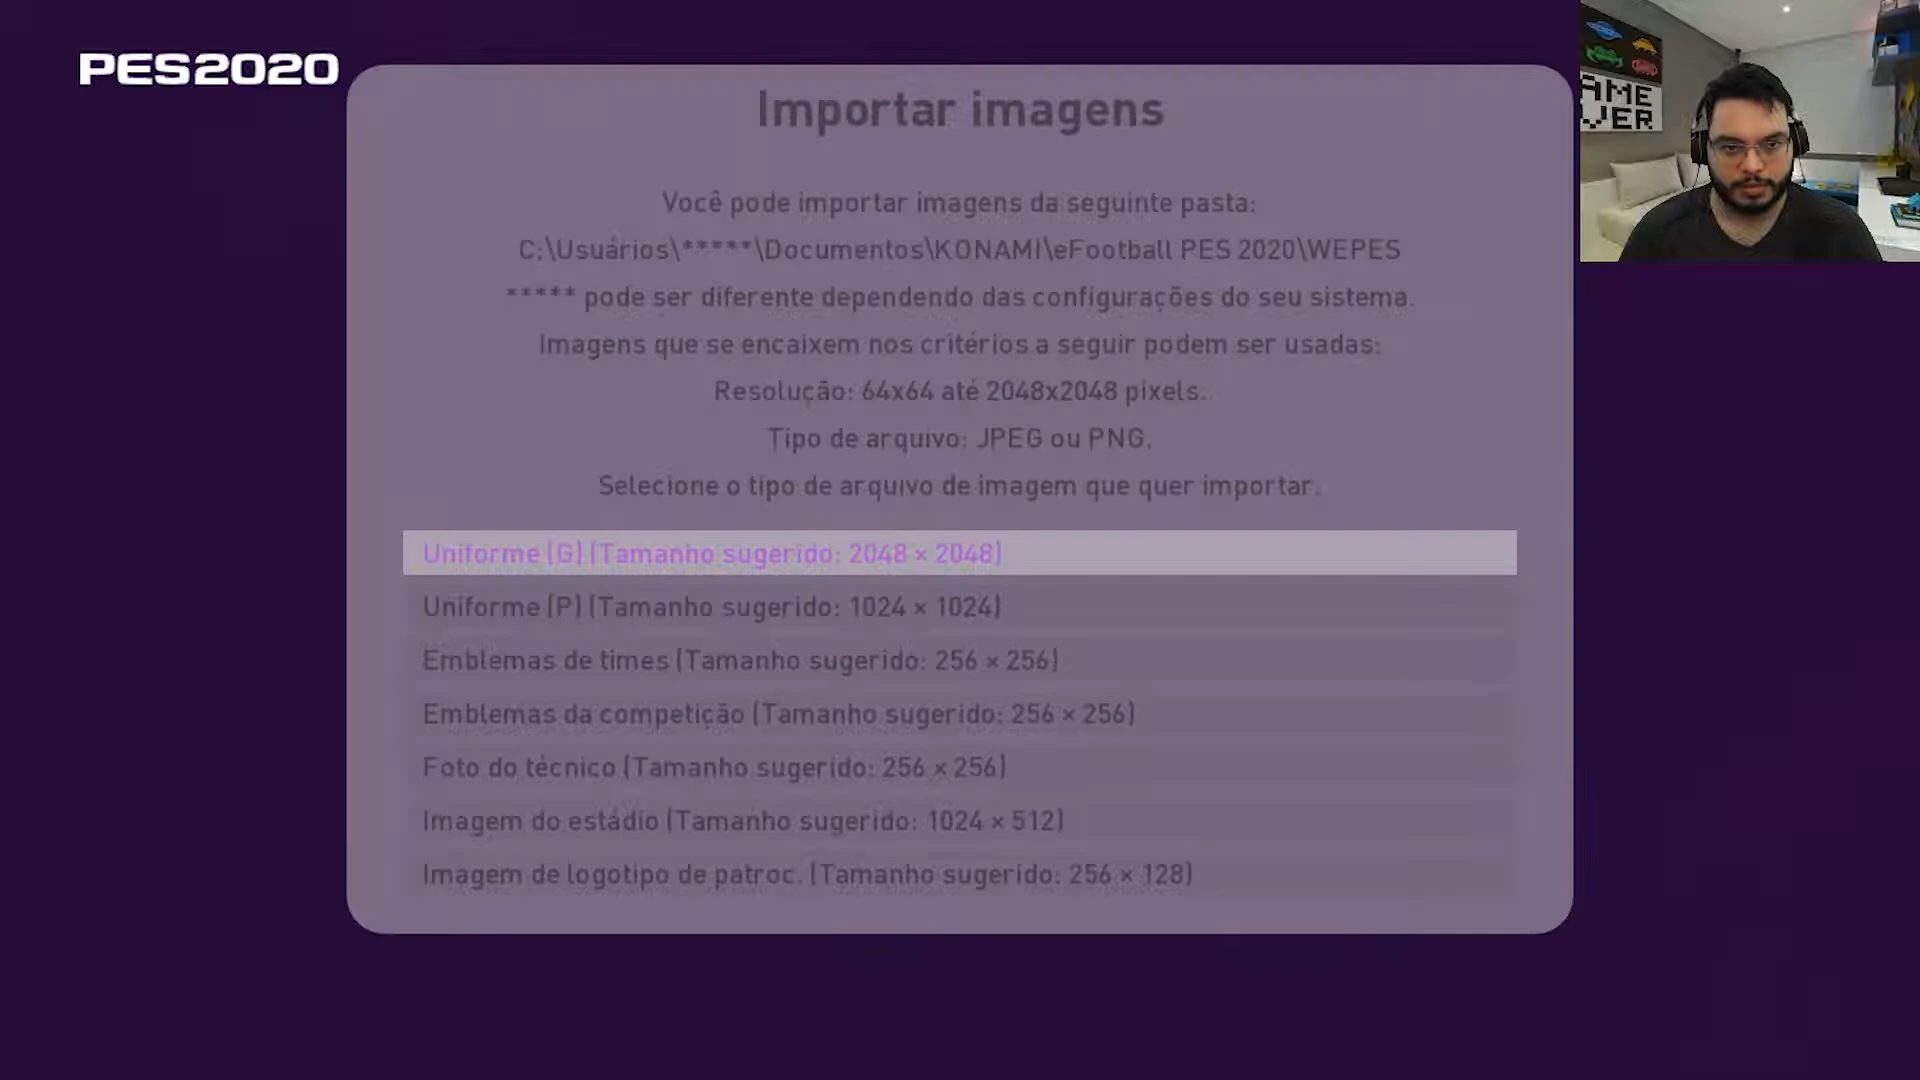 PES2020
Importar imagens
Você pode importar imagens da seguinte pasta:
C:\Usuários\*****\Documentos\KONAMI\eFootball PES 2020\WEPES
***** pode ser diferente dependendo das configurações do seu sistema.
Imagens que se encaixem nos critérios a seguir podem ser usadas:
Resolução: 64x64 até 2048x2048 pixels.
Tipo de arquivo: JPEG ou PNG.
Selecione o tipo de arquivo de imagem que quer importar.
Uniforme (G) (Tamanho sugerido: 2048 × 2048)
Uniforme (P) (Tamanho sugerido: 1024 × 1024)
Emblemas de times (Tamanho sugerido: 256 × 256)
Emblemas da competição (Tamanho sugerido: 256 × 256)
Foto do técnico (Tamanho sugerido: 256 × 256)
Imagem do estádio (Tamanho sugerido: 1024 × 512)
Imagem de logotipo de patroc. (Tamanho sugerido: 256 × 128)
AME
VER